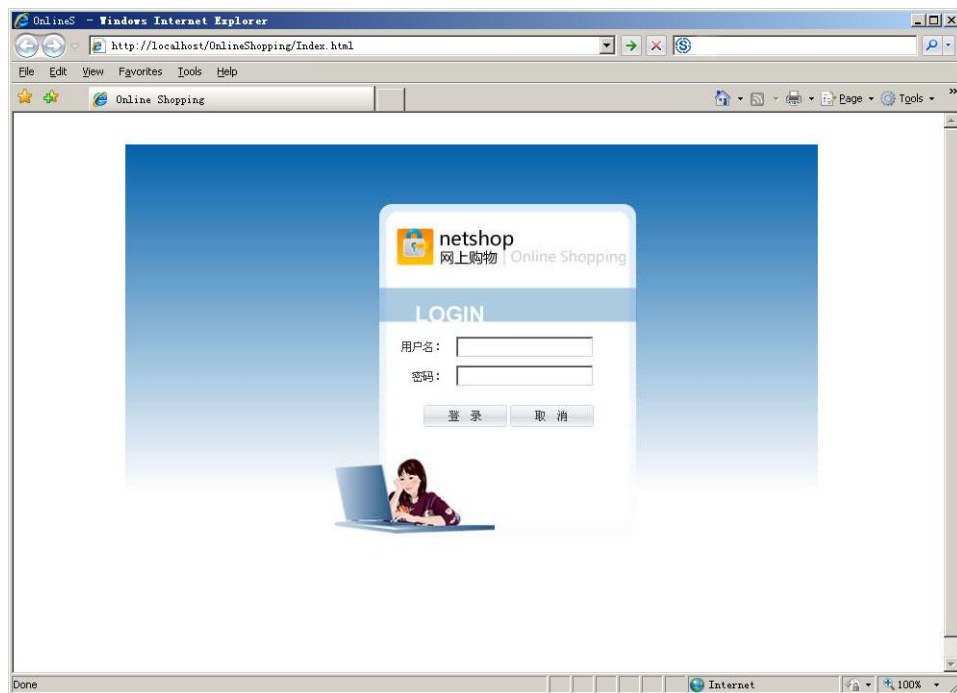 OnlineS - Windows Internet Explorer
http://localhost/OnlineShopping/Index.html
File Edit View Favorites Tools Help
Online Shopping
Page Tools
netshop
网上购物 Online Shopping
LOGIN
用户名：
密码：
登 录 取 消
Done Internet 100%